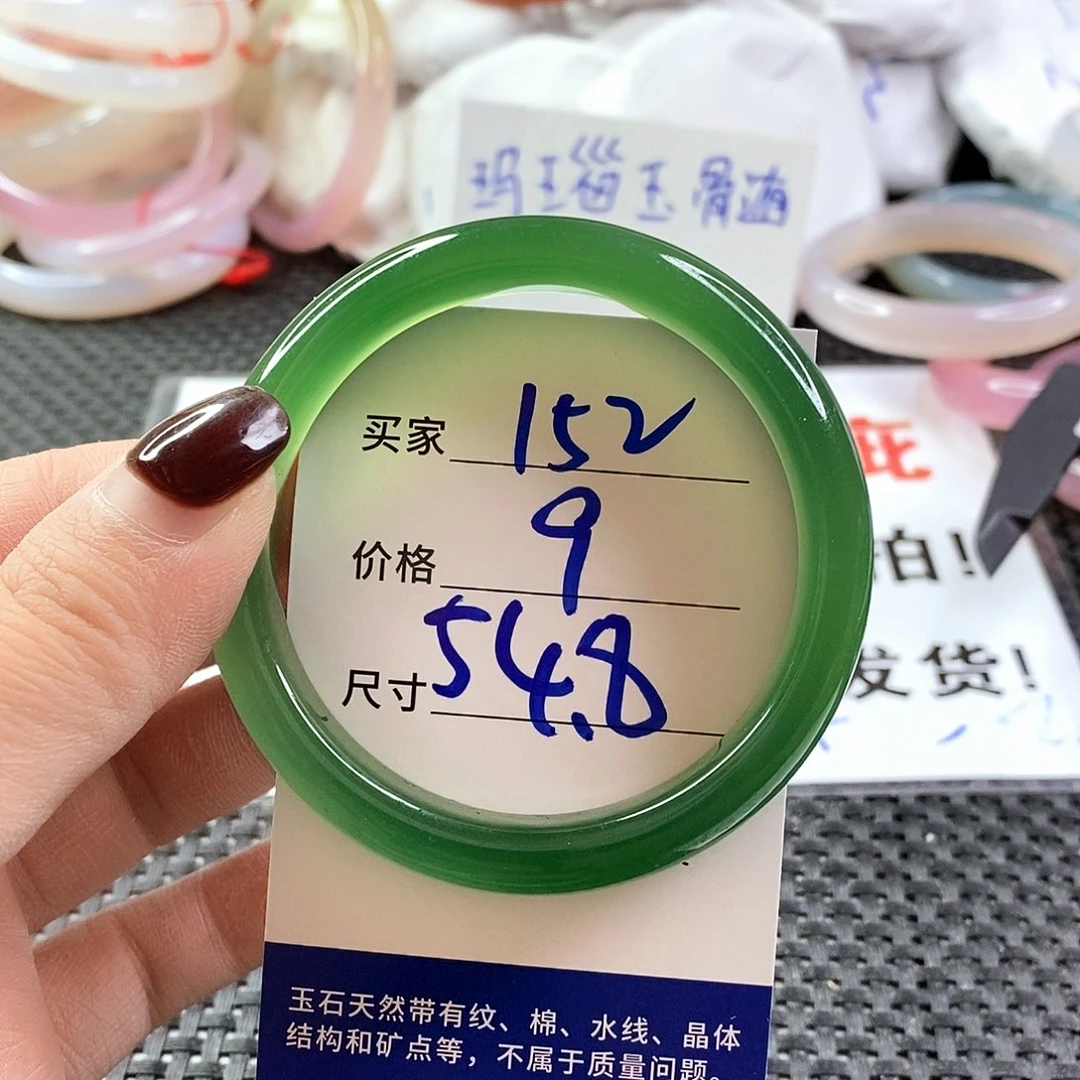 玛瑙玉骨髓
买家 152
价格 9
尺寸 54.8
拍!
发货!
玉石天然带有纹、棉、水线、晶体
结构和矿点等，不属于质量问题。